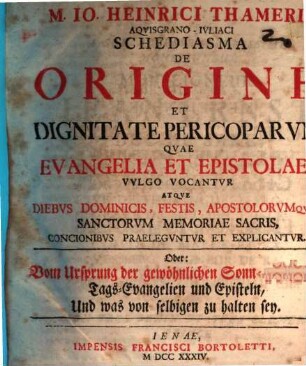 M. IO. HEINRICI THAMERI
AQVISGRANO - IVLIACI
SCHEDIASMA
DE
ORIGINE
ET
DIGNITATE PERICOPARVM
QVAE
EVANGELIA ET EPISTOLAE
VVLGO VOCANTVR
ATQVE
DIEBVS DOMINICIS, FESTIS, APOSTOLORVMQV
SANCTORVM MEMORIAE SACRIS,
CONCIONIBVS PRAELEGVNTVR ET EXPLICANTVR.
Oder:
Vom Ursprung der gewöhnlichen Sonn-
Tags-Evangelien und Episteln,
Und was von selbigen zu halten sey.
IENAE,
IMPENSIS FRANCISCI BORTOLETTI,
M DCC XXXIV.